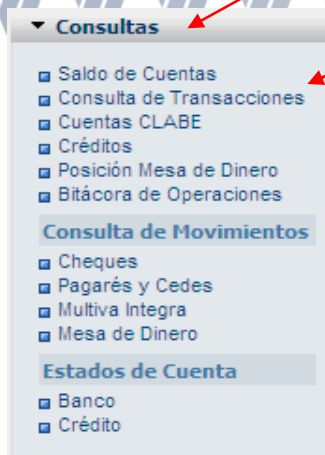 Consultas
Saldo de Cuentas
Consulta de Transacciones
Cuentas CLABE
Créditos
Posición Mesa de Dinero
Bitácora de Operaciones
Consulta de Movimientos
Cheques
Pagarés y Cedes
Multiva Integra
Mesa de Dinero
Estados de Cuenta
Banco
Crédito